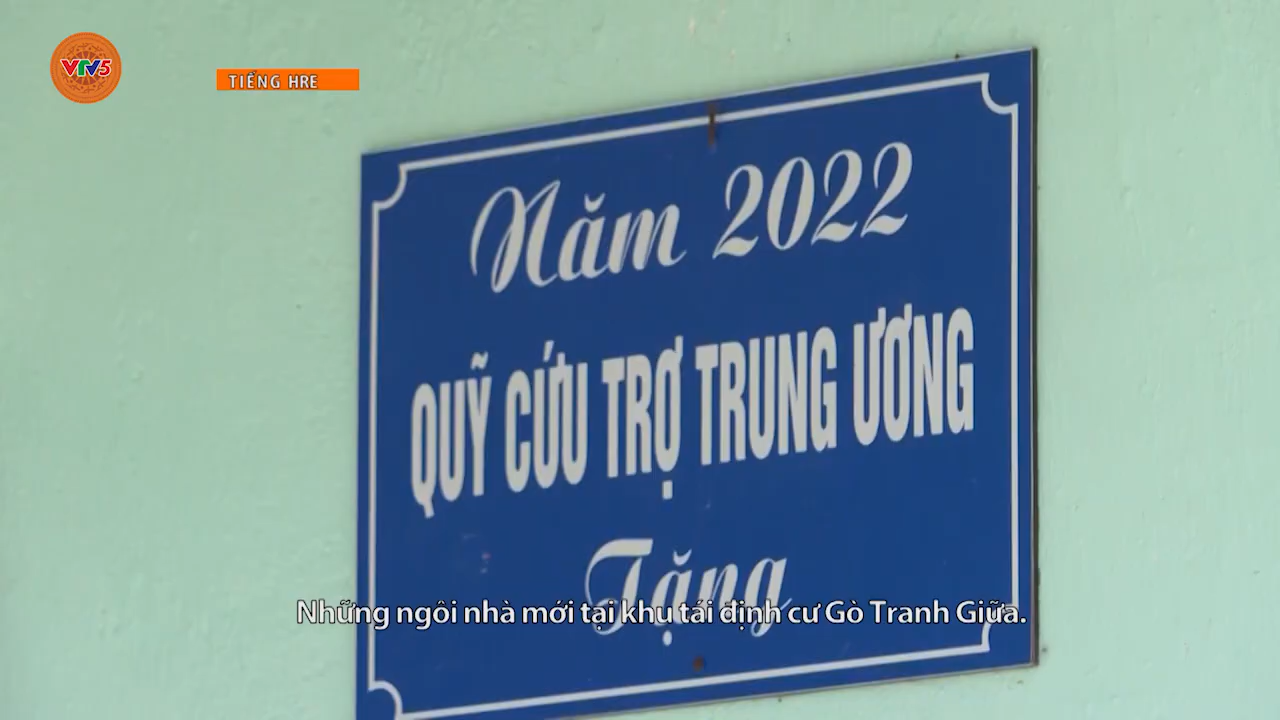 VTV5
TIẾNG HRE
Năm 2022
QUỸ CỨU TRỢ TRUNG ƯƠNG
Tặng
Những ngôi nhà mới tại khu tái định cư Gò Tranh Giữa.